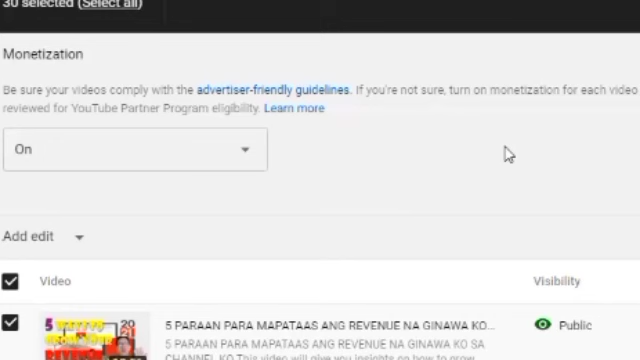 30 selected (Select all)
Monetization
Be sure your videos comply with the advertiser-friendly guidelines. If you're not sure, turn on monetization for each video
reviewed for YouTube Partner Program eligibility. Learn more
On
Add edit
Video Visibility
5 PARAAN PARA MAPATAAS ANG REVENUE NA GINAWA KO... Public
5 PARAAN PARA MAPATAAS ANG REVENUE NA GINAWA KO SA
CHANNEL KO This video will give you insights on how to grow